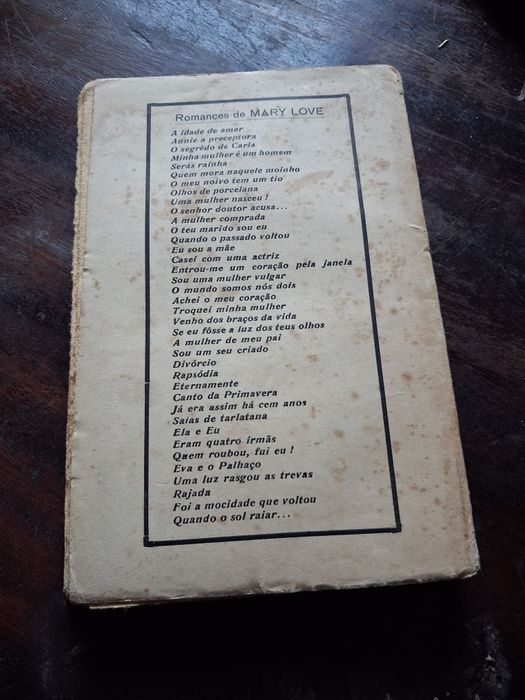 Romances de MARY LOVE
A idade de amar
Annie a preceptora
O segrêdo de Carla
Minha mulher é um homem
Serás rainha
Quem mora naquele moinho
O meu noivo tem um tio
Olhos de porcelana
Uma mulher nasceu !
O senhor doutor acusa...
A mulher comprada
O teu marido sou eu
Quando o passado voltou
Eu sou a mãe
Casei com uma actriz
Entrou-me um coração pela janela
Sou uma mulher vulgar
O mundo somos nós dois
Achei o meu coração
Troquei minha mulher
Venho dos braços da vida
Se eu fôsse a luz dos teus olhos
A mulher de meu pai
Sou um seu criado
Divórcio
Rapsódia
Eternamente
Canto da Primavera
Já era assim há cem anos
Saias de tarlatana
Ela e Eu
Eram quatro irmãs
Quem roubou, fui eu !
Eva e o Palhaço
Uma luz rasgou as trevas
Rajada
Foi a mocidade que voltou
Quando o sol raiar...